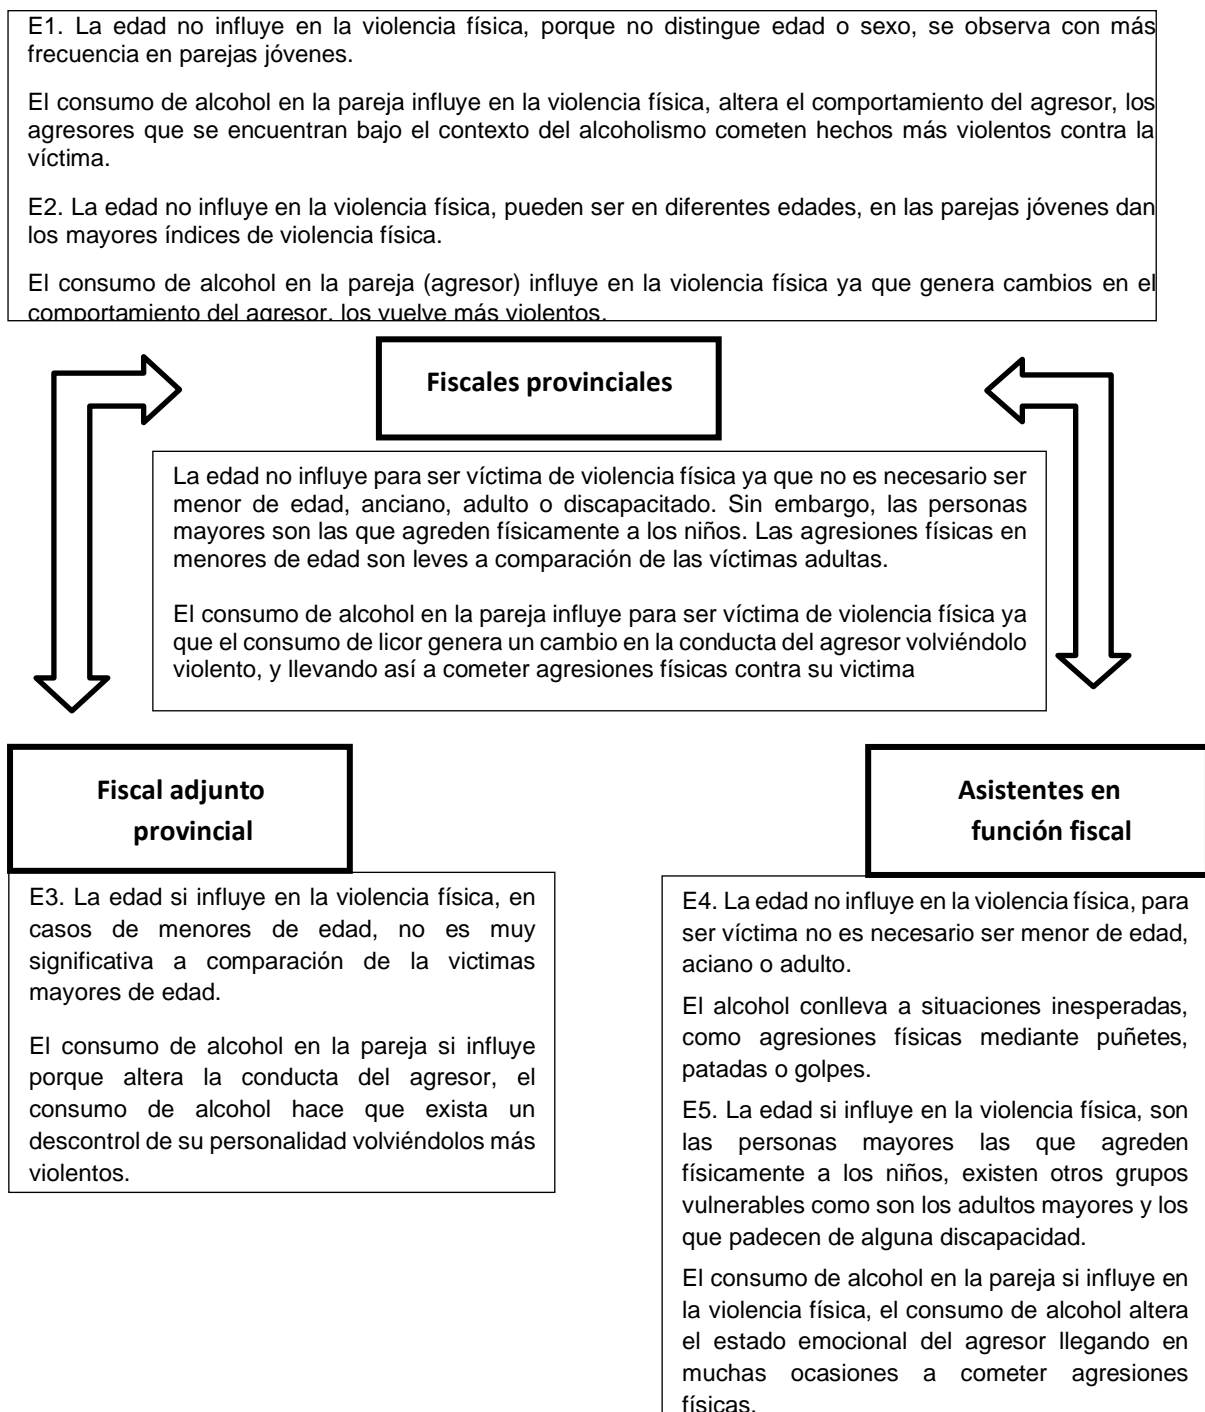 E1. La edad no influye en la violencia física, porque no distingue edad o sexo, se observa con más
frecuencia en parejas jóvenes.
El consumo de alcohol en la pareja influye en la violencia física, altera el comportamiento del agresor, los
agresores que se encuentran bajo el contexto del alcoholismo cometen hechos más violentos contra la
víctima.
E2. La edad no influye en la violencia física, pueden ser en diferentes edades, en las parejas jóvenes dan
los mayores índices de violencia física.
El consumo de alcohol en la pareja (agresor) influye en la violencia física ya que genera cambios en el
comportamiento del agresor, los vuelve más violentos.
Fiscales provinciales
La edad no influye para ser víctima de violencia física ya que no es necesario ser
menor de edad, anciano, adulto o discapacitado. Sin embargo, las personas
mayores son las que agreden físicamente a los niños. Las agresiones físicas en
menores de edad son leves a comparación de las víctimas adultas.
El consumo de alcohol en la pareja influye para ser víctima de violencia física ya
que el consumo de licor genera un cambio en la conducta del agresor volviéndolo
violento, y llevando así a cometer agresiones físicas contra su victima
Fiscal adjunto
provincial
E3. La edad si influye en la violencia física, en
casos de menores de edad, no es muy
significativa a comparación de la victimas
mayores de edad.
El consumo de alcohol en la pareja si influye
porque altera la conducta del agresor, el
consumo de alcohol hace que exista un
descontrol de su personalidad volviéndolos más
violentos.
Asistentes en
función fiscal
E4. La edad no influye en la violencia física, para
ser víctima no es necesario ser menor de edad,
aciano o adulto.
El alcohol conlleva a situaciones inesperadas,
como agresiones físicas mediante puñetes,
patadas o golpes.
E5. La edad si influye en la violencia física, son
las personas mayores las que agreden
físicamente a los niños, existen otros grupos
vulnerables como son los adultos mayores y los
que padecen de alguna discapacidad.
El consumo de alcohol en la pareja si influye en
la violencia física, el consumo de alcohol altera
el estado emocional del agresor llegando en
muchas ocasiones a cometer agresiones
físicas.